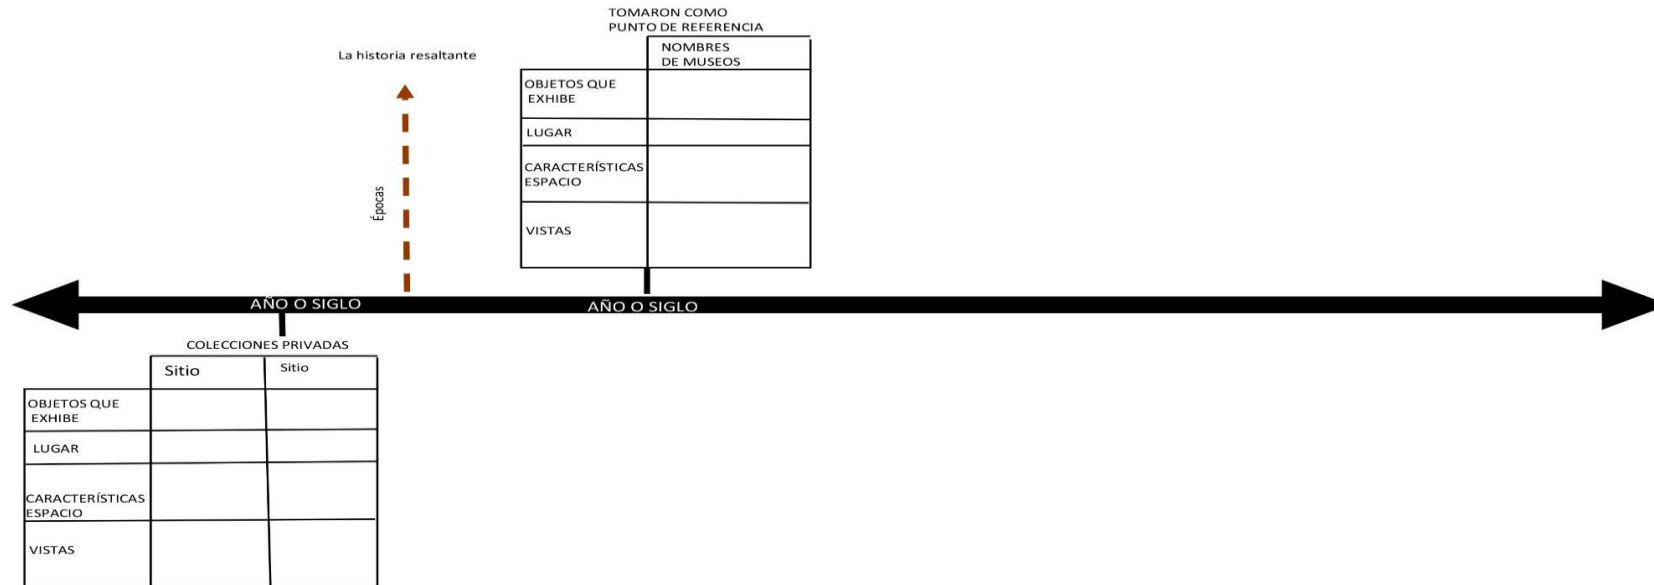 TOMARON COMO
PUNTO DE REFERENCIA
La historia resaltante
NOMBRES
DE MUSEOS
OBJETOS QUE
EXHIBE
LUGAR
CARACTERÍSTICAS
ESPACIO
VISTAS
Épocas
AÑO O SIGLO
AÑO O SIGLO
COLECCIONES PRIVADAS
Sitio
Sitio
OBJETOS QUE
EXHIBE
LUGAR
CARACTERÍSTICAS
ESPACIO
VISTAS